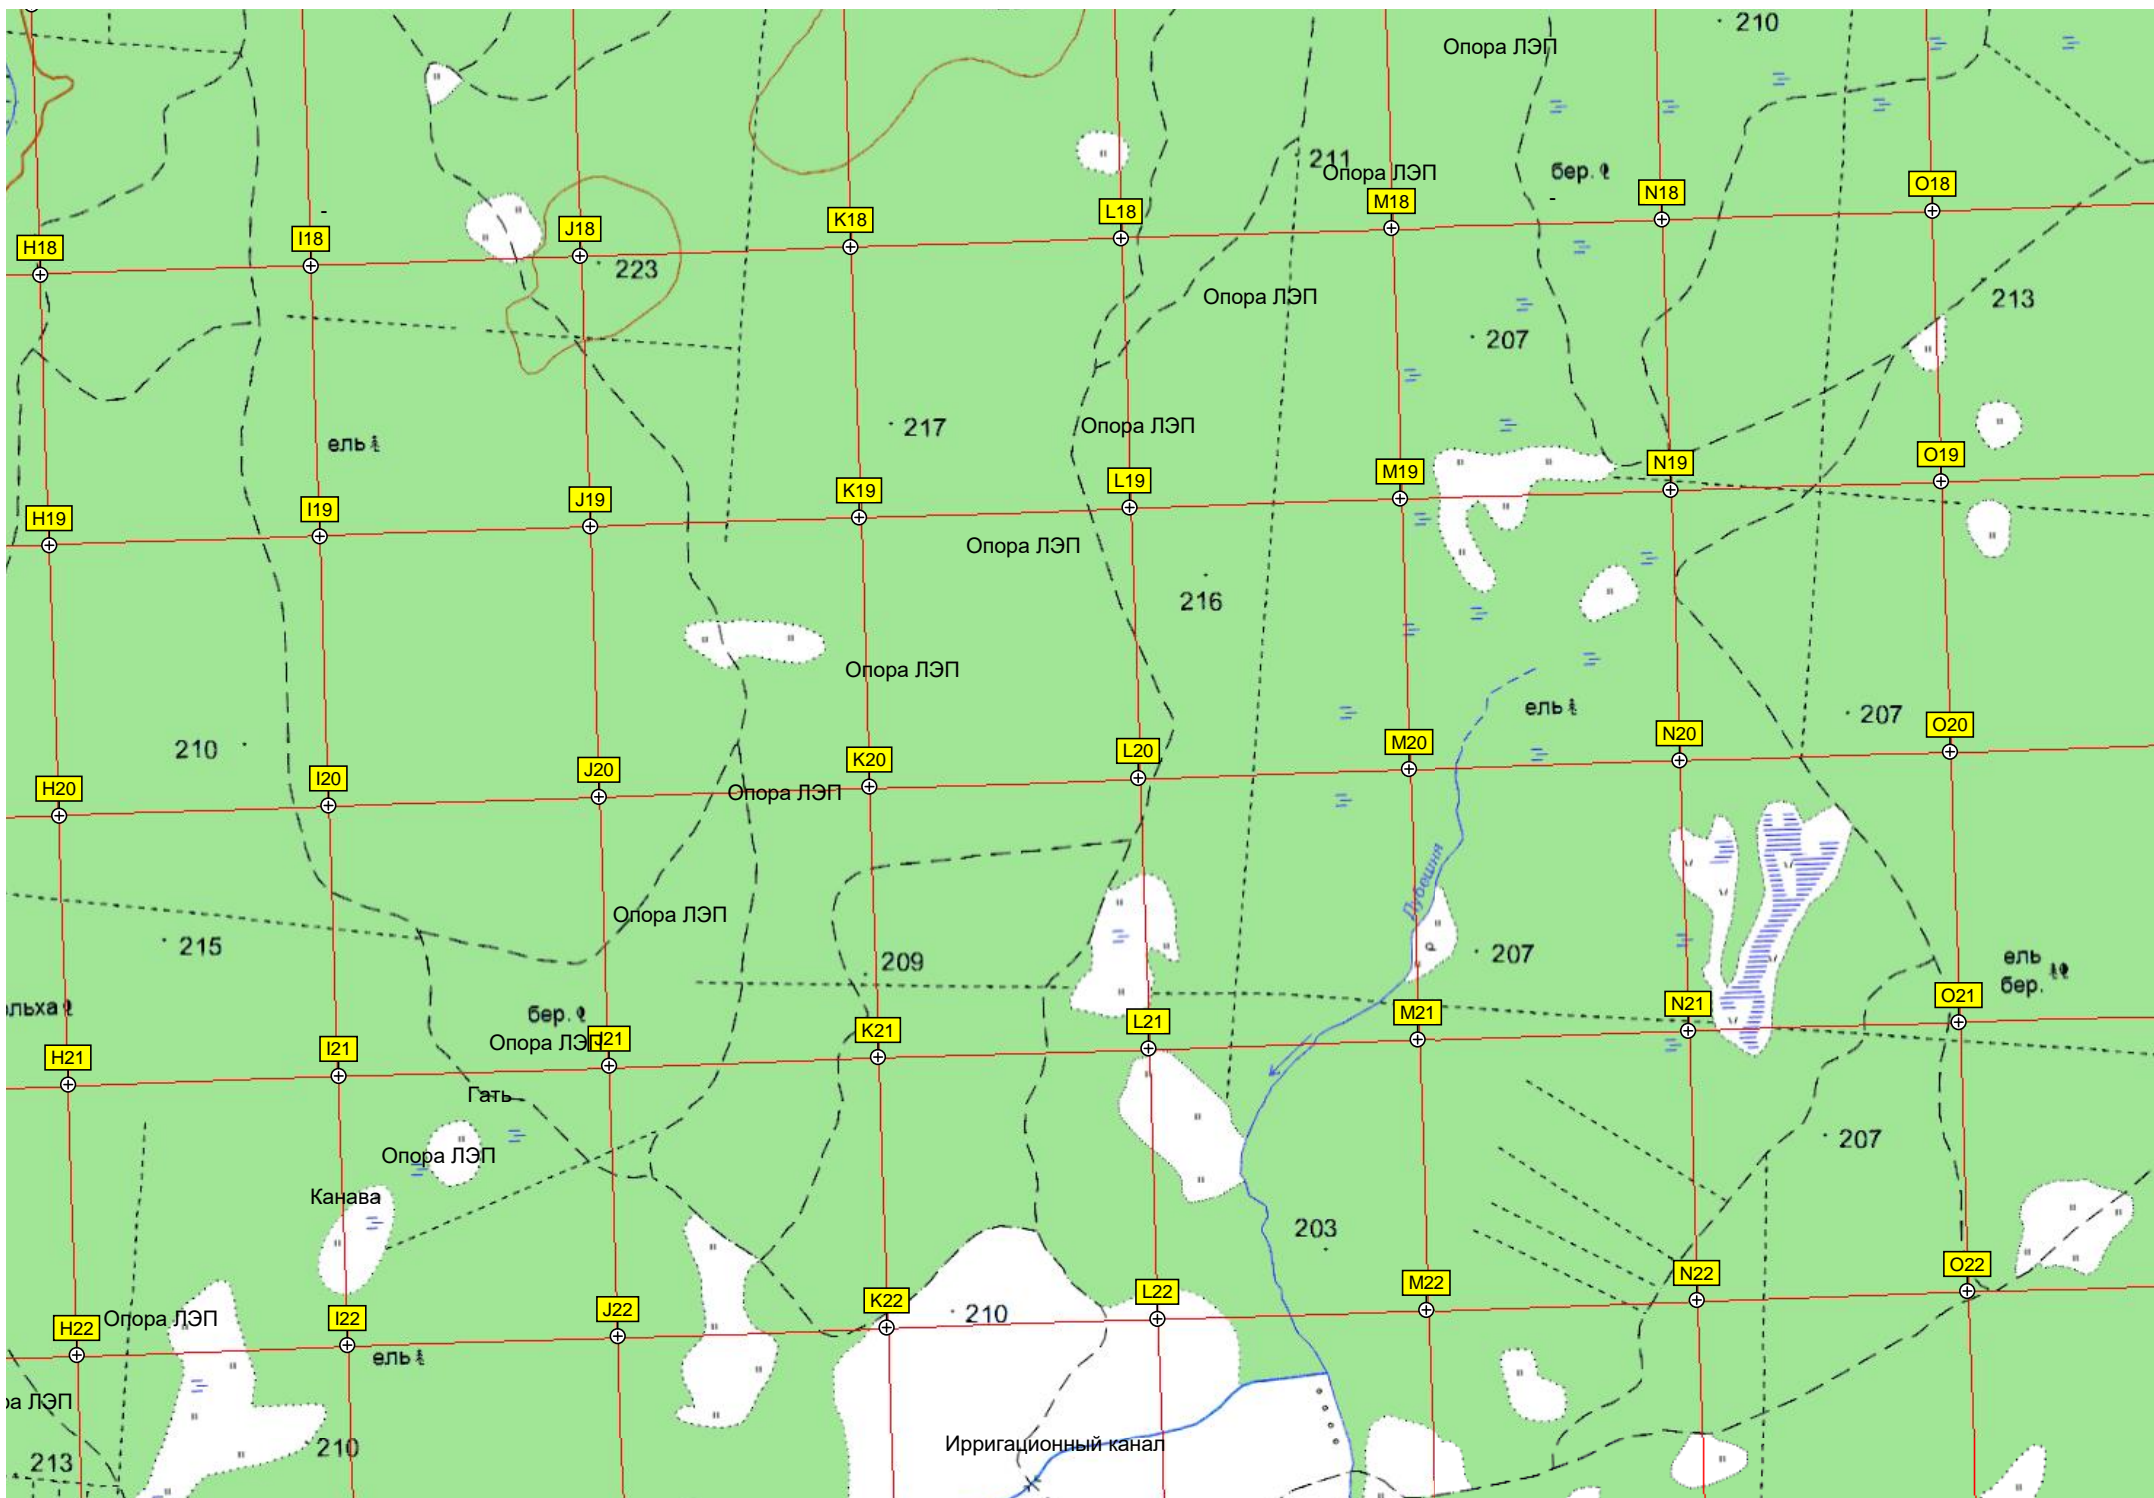 210
Опора ЛЭП
211
Опора ЛЭП
бер.
H18
I18
J18
K18
L18
M18
N18
O18
223
Опора ЛЭП
213
207
ель
217
Опора ЛЭП
H19
I19
J19
K19
L19
M19
N19
O19
Опора ЛЭП
216
Опора ЛЭП
210
ель
207
H20
I20
J20
K20
L20
M20
N20
O20
Опора ЛЭП
215
Опора ЛЭП
209
207
ель
бер.
льха
бер.
Опора ЛЭП
H21
I21
J21
K21
L21
M21
N21
O21
Гать
Опора ЛЭП
207
Канава
203
Опора ЛЭП
H22
I22
J22
K22
L22
M22
N22
O22
210
ель
ра ЛЭП
213
210
Ирригационный канал